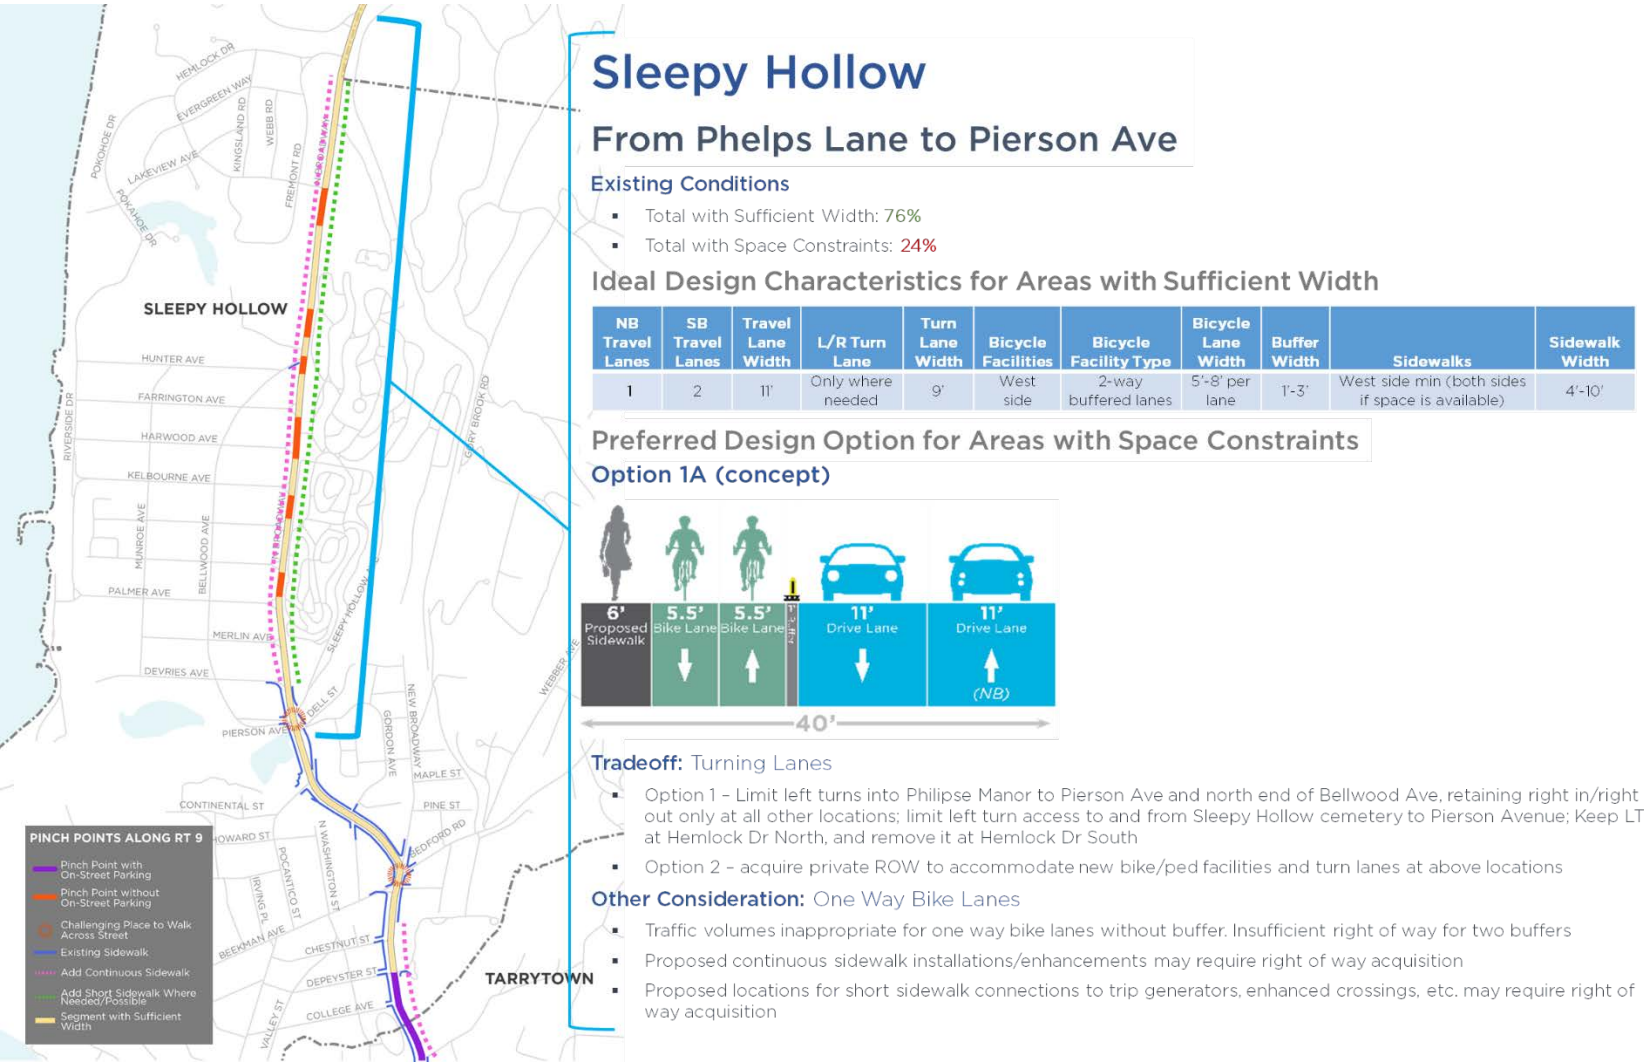 HEMLOCK DR
EVERGREEN WAY
POKOHOE DR
KINGSLAND RD
WEBB RD
LAKEVIEW AVE
FREMONT RD
N BROADWAY
POKAHOE DR
SLEEPY HOLLOW
HUNTER AVE
FARRINGTON AVE
RIVERSIDE DR
HARWOOD AVE
GORY BROOK RD
KELBOURNE AVE
MUNROE AVE
BELLWOOD AVE
N BROADWAY
PALMER AVE
SLEEPY HOLLOW
MERLIN AVE
WEBBER AVE
DEVRIES AVE
DELL ST
NEW BROADWAY
PIERSON AVE
GORDON AVE
MAPLE ST
CONTINENTAL ST
PINE ST
HOWARD ST
N WASHINGTON ST
BEDFORD RD
POCANTICO ST
IRVING PL
BEEKMAN AVE
CHESTNUT ST
DEPEYSTER ST
TARRYTOWN
COLLEGE AVE
VALLEY ST
PINCH POINTS ALONG RT 9
Pinch Point with
On-Street Parking
Pinch Point without
On-Street Parking
Challenging Place to Walk
Across Street
Existing Sidewalk
Add Continuous Sidewalk
Add Short Sidewalk Where
Needed/Possible
Segment with Sufficient
Width
Sleepy Hollow
From Phelps Lane to Pierson Ave
Existing Conditions
▪ Total with Sufficient Width: 76%
▪ Total with Space Constraints: 24%
Ideal Design Characteristics for Areas with Sufficient Width
NB Travel Lanes
SB Travel Lanes
Travel Lane Width
L/R Turn Lane
Turn Lane Width
Bicycle Facilities
Bicycle Facility Type
Bicycle Lane Width
Buffer Width
Sidewalks
Sidewalk Width
1
2
11'
Only where needed
9'
West side
2-way buffered lanes
5'-8' per lane
1'-3'
West side min (both sides if space is available)
4'-10'
Preferred Design Option for Areas with Space Constraints
Option 1A (concept)
6'
Proposed
Sidewalk
5.5'
Bike Lane
5.5'
Bike Lane
1'
Buffer
11'
Drive Lane
11'
Drive Lane
(NB)
40'
Tradeoff: Turning Lanes
▪ Option 1 – Limit left turns into Philipse Manor to Pierson Ave and north end of Bellwood Ave, retaining right in/right
out only at all other locations; limit left turn access to and from Sleepy Hollow cemetery to Pierson Avenue; Keep LT
at Hemlock Dr North, and remove it at Hemlock Dr South
▪ Option 2 – acquire private ROW to accommodate new bike/ped facilities and turn lanes at above locations
Other Consideration: One Way Bike Lanes
▪ Traffic volumes inappropriate for one way bike lanes without buffer. Insufficient right of way for two buffers
▪ Proposed continuous sidewalk installations/enhancements may require right of way acquisition
▪ Proposed locations for short sidewalk connections to trip generators, enhanced crossings, etc. may require right of
way acquisition